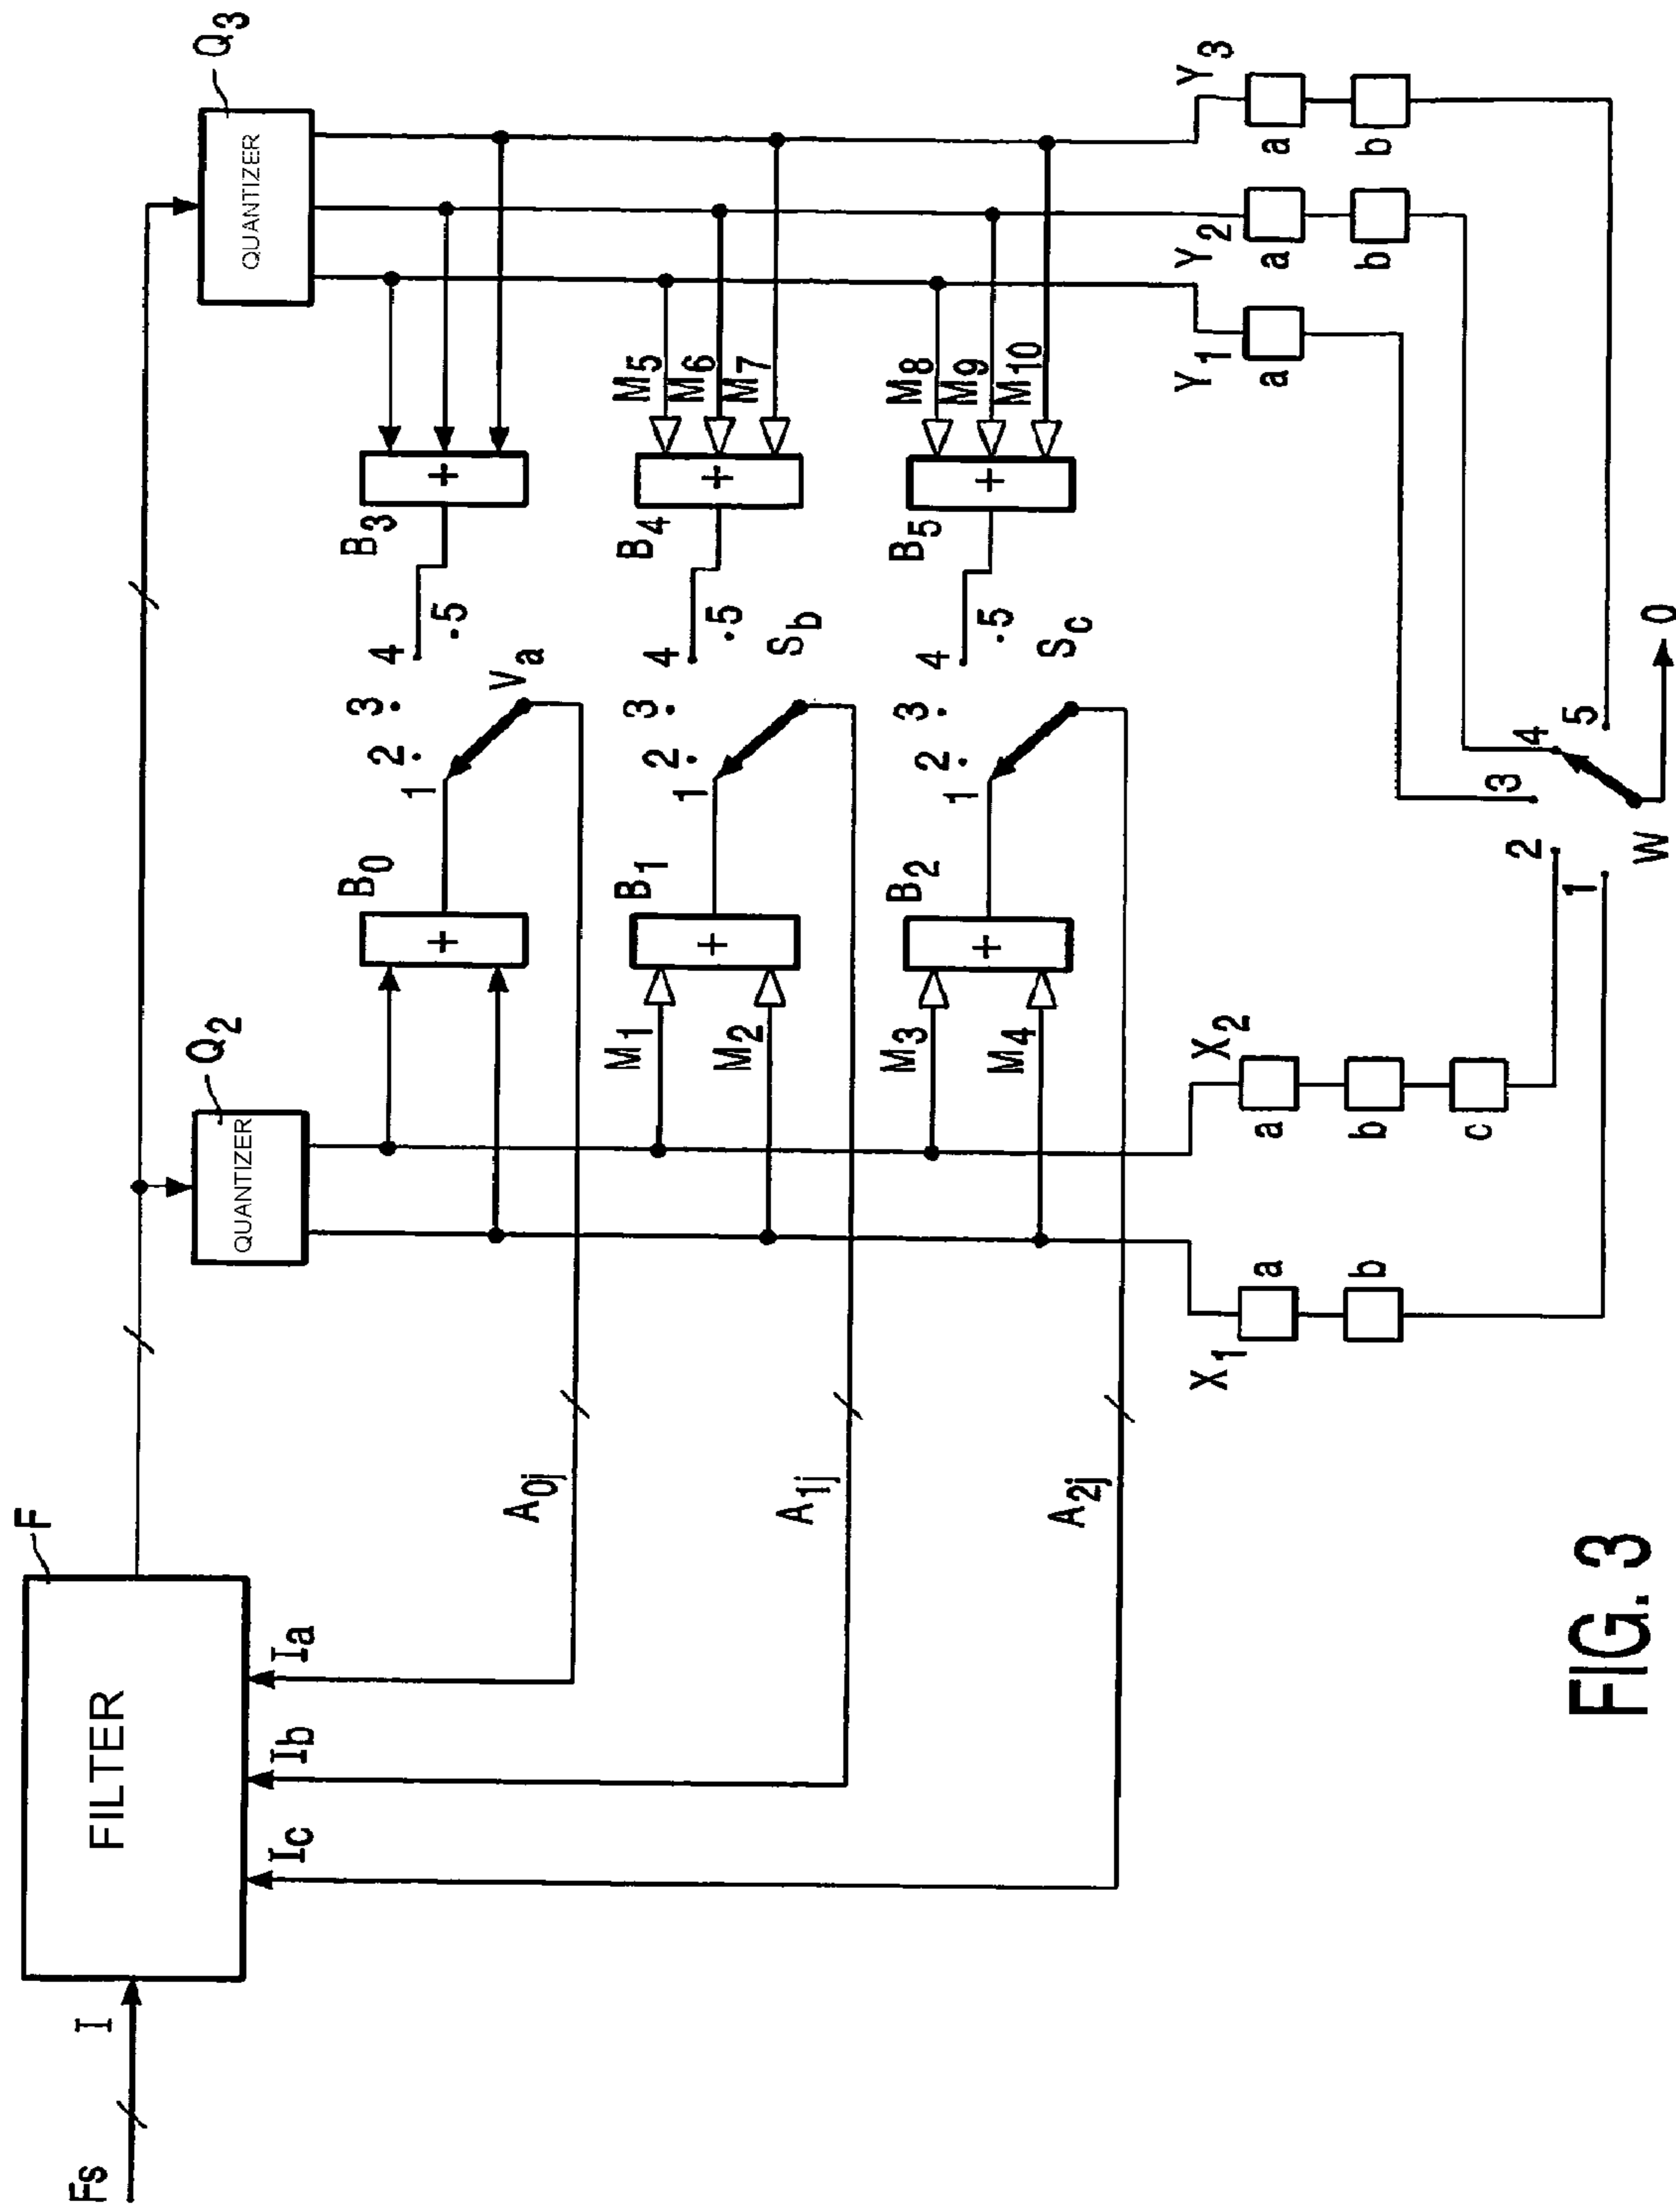 Fs
I
FILTER
F
Ia
Ib
Ic
QUANTIZER
Q2
QUANTIZER
Q3
A0j
B0
1
2
3
4
5
Va
B3
+
+
A1j
M1
M2
B1
+
1
2
3
4
5
Sb
B4
+
M5
M6
M7
A2j
M3
M4
B2
+
1
2
3
4
5
Sc
B5
+
M8
M9
M10
X1
a
b
X2
a
b
c
Y1
a
Y2
a
b
Y3
a
b
1
2
3
4
5
W
O
FIG. 3